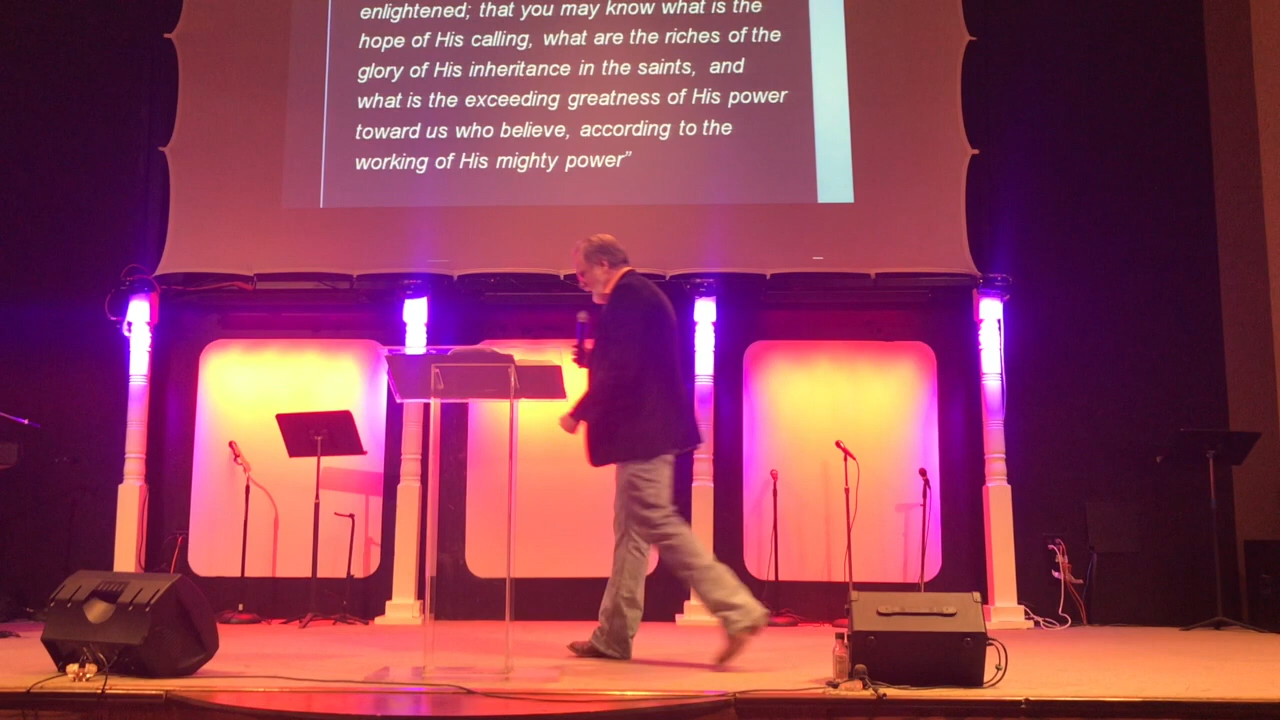 enlightened; that you may know what is the
hope of His calling, what are the riches of the
glory of His inheritance in the saints, and
what is the exceeding greatness of His power
toward us who believe, according to the
working of His mighty power”